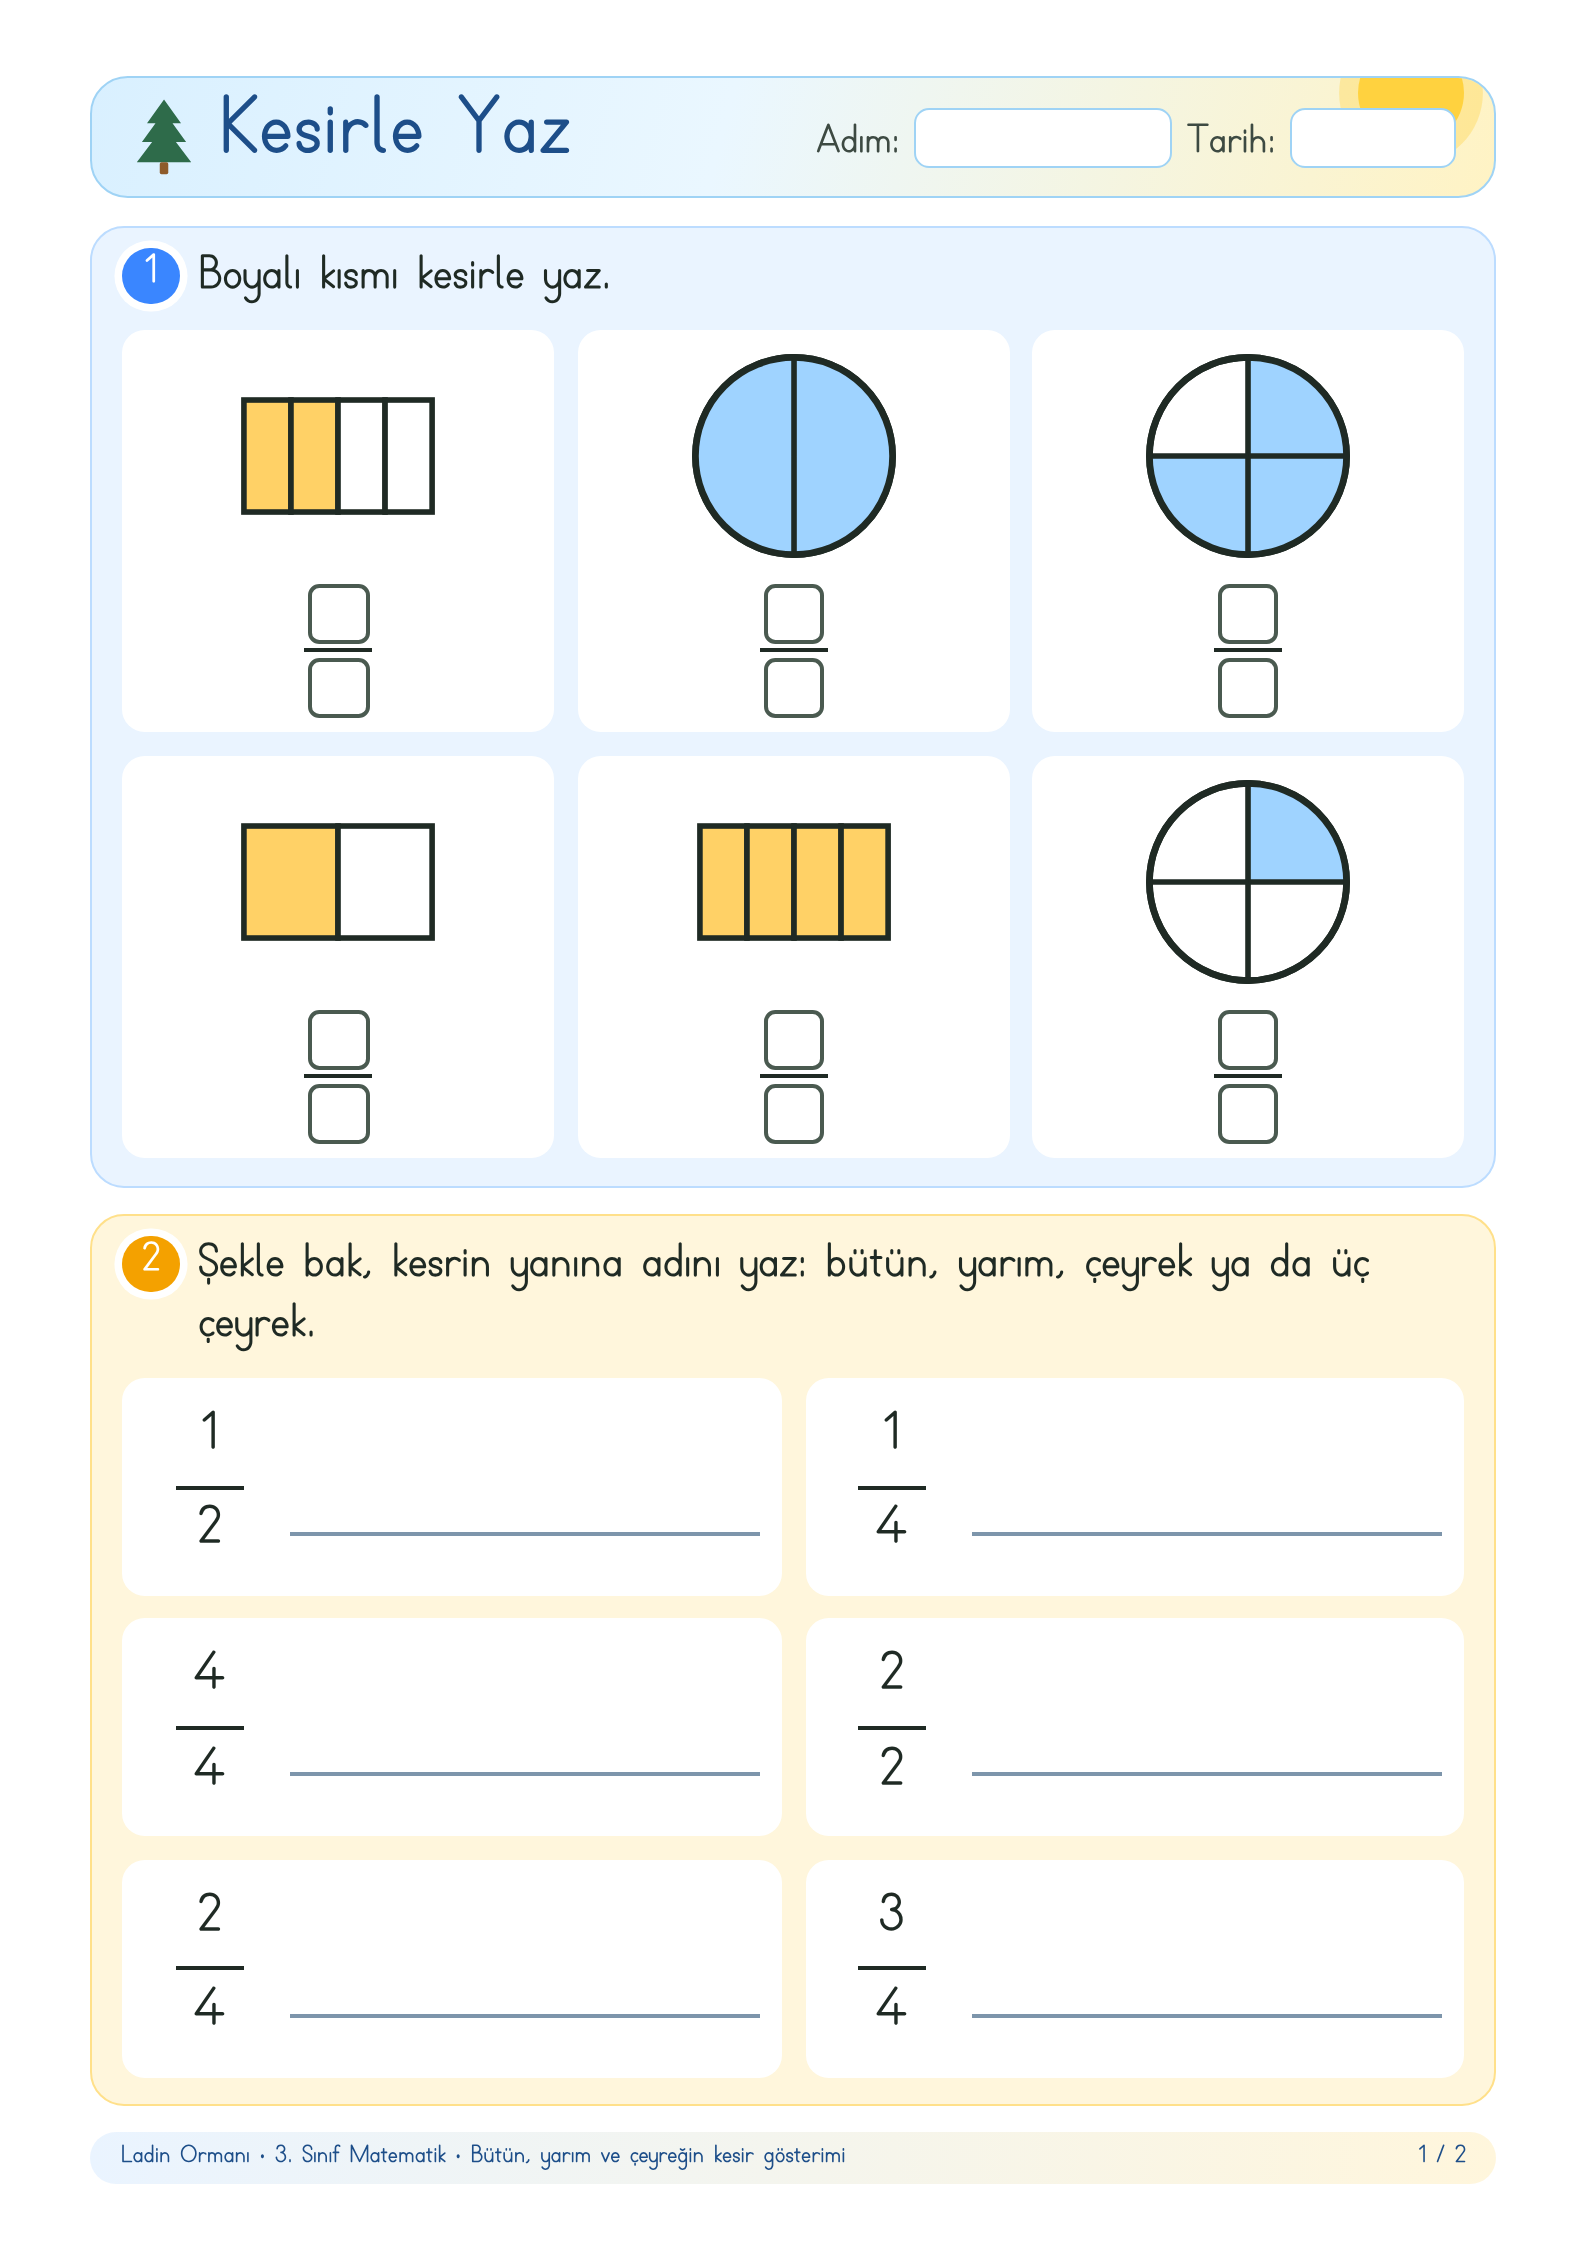 Kesirle Yaz
Adım:
Tarih:
1 Boyalı kısmı kesirle yaz.
2 Şekle bak, kesrin yanına adını yaz: bütün, yarım, çeyrek ya da üç
çeyrek.
1
2
1
4
4
4
2
2
2
4
3
4
Ladin Ormanı • 3. Sınıf Matematik • Bütün, yarım ve çeyreğin kesir gösterimi
1 / 2